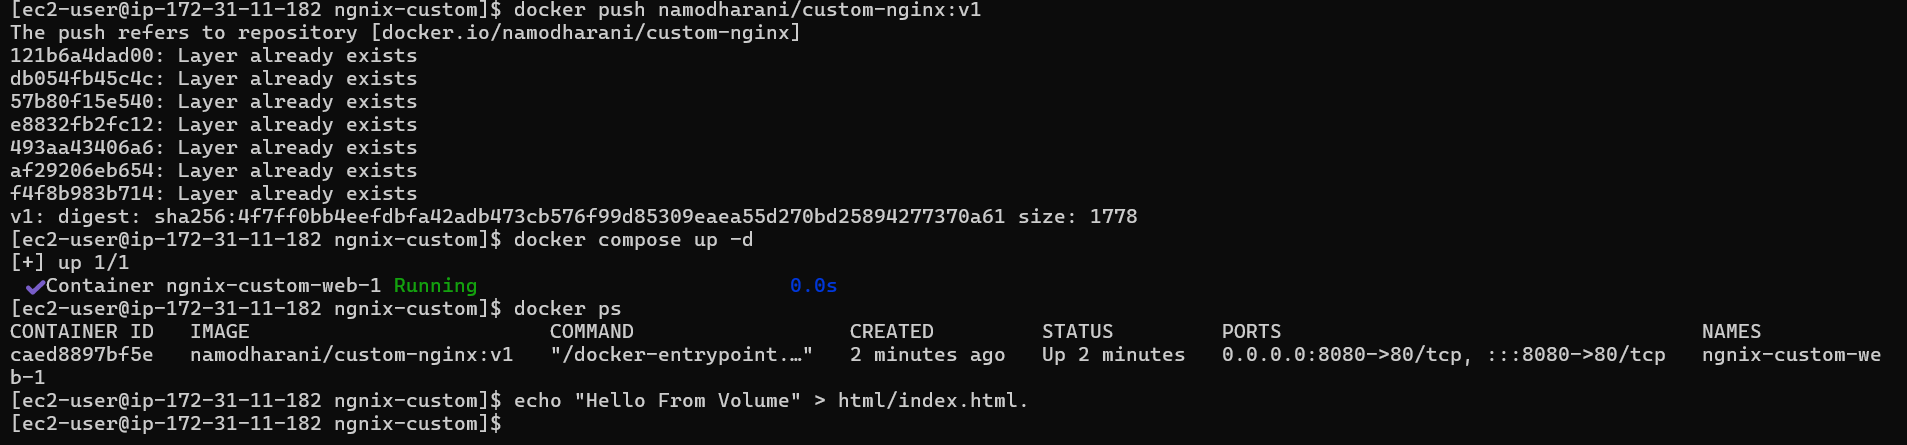 [ec2-user@ip-172-31-11-182 ngnix-custom]$ docker push namodharani/custom-nginx:v1
The push refers to repository [docker.io/namodharani/custom-nginx]
121b6a4dad00: Layer already exists
db054fb45c4c: Layer already exists
57b80f15e540: Layer already exists
e8832fb2fc12: Layer already exists
493aa43406a6: Layer already exists
af29206eb654: Layer already exists
f4f8b983b714: Layer already exists
v1: digest: sha256:4f7ff0bb4eefdbfa42adb473cb576f99d85309eaea55d270bd25894277370a61 size: 1778
[ec2-user@ip-172-31-11-182 ngnix-custom]$ docker compose up -d
[+] up 1/1
✔Container ngnix-custom-web-1 Running 0.0s
[ec2-user@ip-172-31-11-182 ngnix-custom]$ docker ps
CONTAINER ID   IMAGE   COMMAND   CREATED   STATUS   PORTS   NAMES
caed8897bf5e   namodharani/custom-nginx:v1   "/docker-entrypoint.…"   2 minutes ago   Up 2 minutes   0.0.0.0:8080->80/tcp, :::8080->80/tcp   ngnix-custom-we
b-1
[ec2-user@ip-172-31-11-182 ngnix-custom]$ echo "Hello From Volume" > html/index.html.
[ec2-user@ip-172-31-11-182 ngnix-custom]$